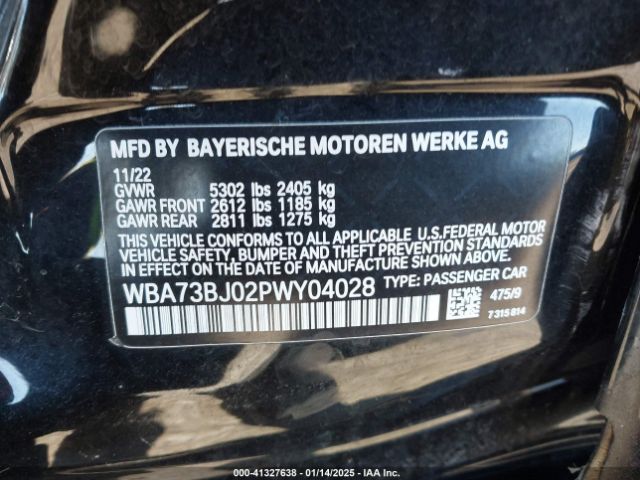 MFD BY BAYERISCHE MOTOREN WERKE AG
11/22
GVWR 5302 lbs 2405 kg
GAWR FRONT 2612 lbs 1185 kg
GAWR REAR 2811 lbs 1275 kg
THIS VEHICLE CONFORMS TO ALL APPLICABLE U.S.FEDERAL MOTOR
VEHICLE SAFETY, BUMPER AND THEFT PREVENTION STANDARDS
IN EFFECT ON THE DATE OF MANUFACTURE SHOWN ABOVE.
WBA73BJ02PWY04028 TYPE: PASSENGER CAR
475/9
7 315 814
000-41327638 - 01/14/2025 - IAA Inc.